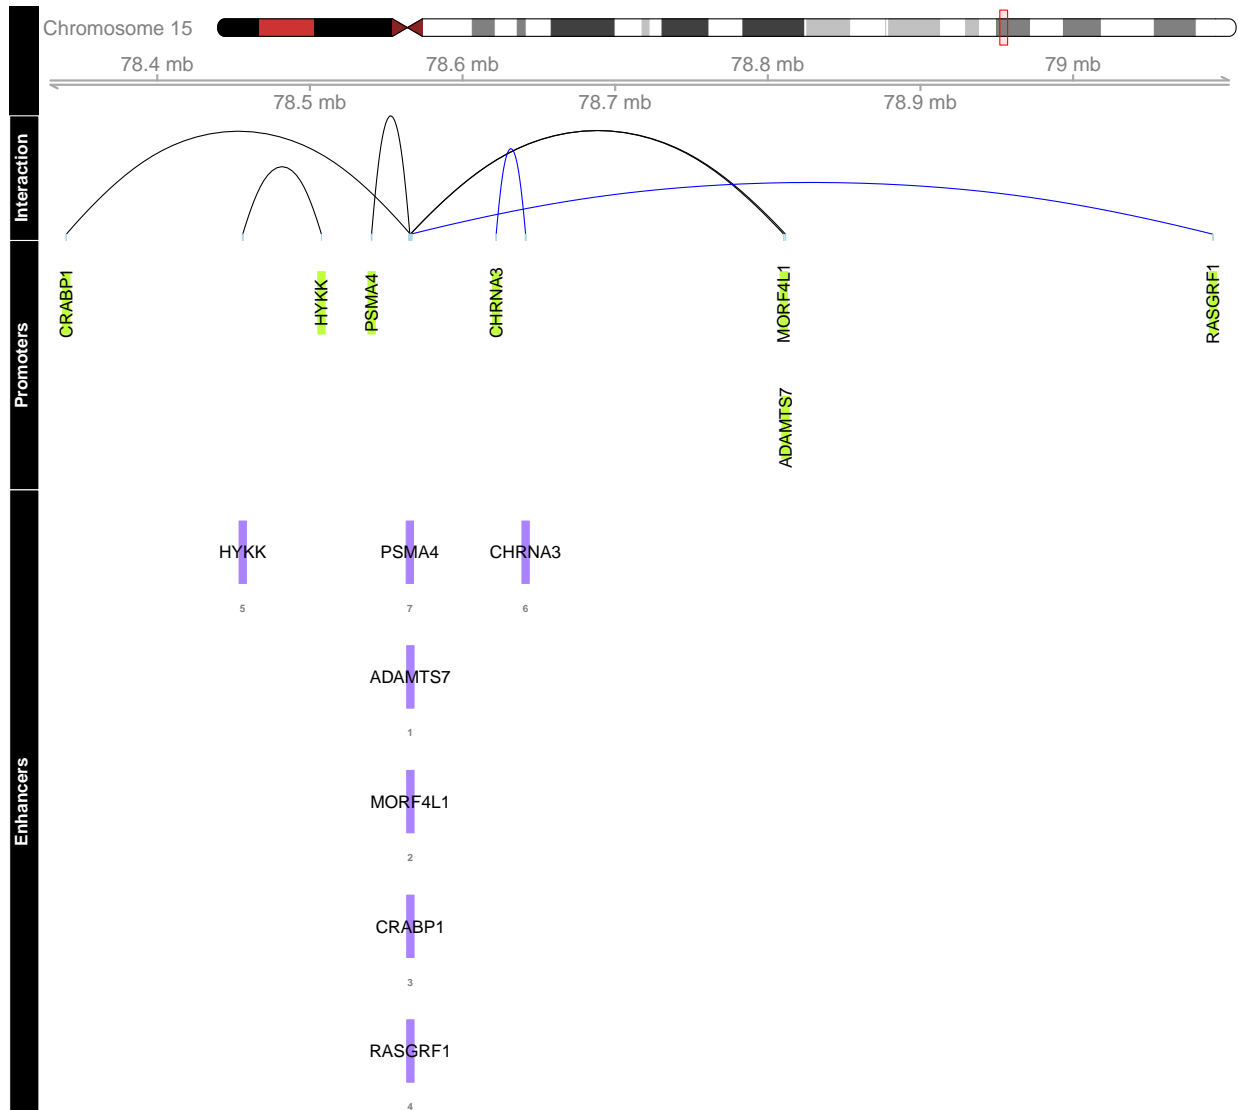 Chromosome 15
78.4 mb
78.6 mb
78.8 mb
79 mb
78.5 mb
78.7 mb
78.9 mb
Interaction
Promoters
CRABP1
HYKK
PSMA4
CHRNA3
MORF4L1
RASGRF1
ADAMTS7
Enhancers
HYKK
PSMA4
CHRNA3
5
7
6
ADAMTS7
1
MORF4L1
2
CRABP1
3
RASGRF1
4